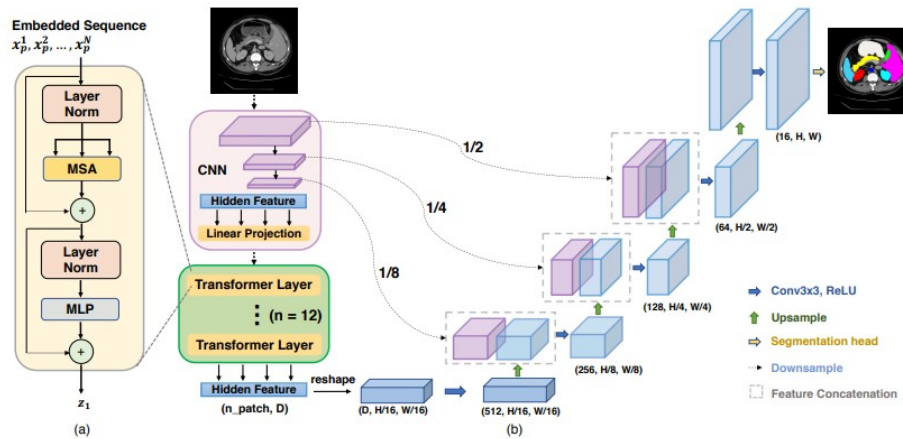 Embedded Sequence
x_p^1, x_p^2, ..., x_p^N
Layer
Norm
MSA
+
Layer
Norm
MLP
+
z_1
(a)
CNN
Hidden Feature
Linear Projection
Transformer Layer
(n = 12)
Transformer Layer
Hidden Feature
(n_patch, D)
reshape
(D, H/16, W/16)
(512, H/16, W/16)
(b)
1/2
1/4
1/8
(256, H/8, W/8)
(128, H/4, W/4)
(64, H/2, W/2)
(16, H, W)
Conv3x3, ReLU
Upsample
Segmentation head
Downsample
Feature Concatenation